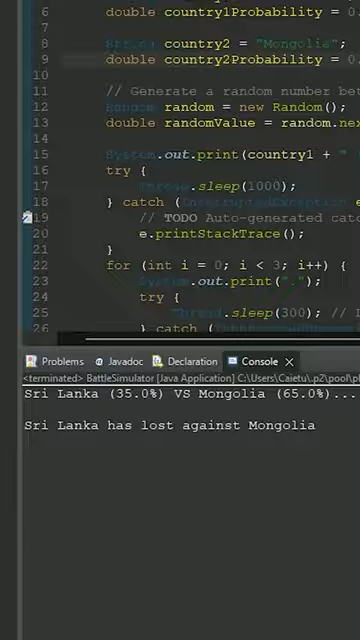 6 double country1Probability = 0.
7
8 String country2 = "Mongolia";
9 double country2Probability = 0.
10
11 // Generate a random number bet
12 Random random = new Random();
13 double randomValue = random.nex
14
15 System.out.print(country1 + "
16 try {
17 Thread.sleep(1000);
18 } catch (InterruptedException e
19 // TODO Auto-generated catc
20 e.printStackTrace();
21 }
22 for (int i = 0; i < 3; i++) {
23 System.out.print(".");
24 try {
25 Thread.sleep(300); //
26 } catch (
Problems Javadoc Declaration Console
<terminated> BattleSimulator [Java Application] C:\Users\Caietu\.p2\pool\pl
Sri Lanka (35.0%) VS Mongolia (65.0%)...
Sri Lanka has lost against Mongolia